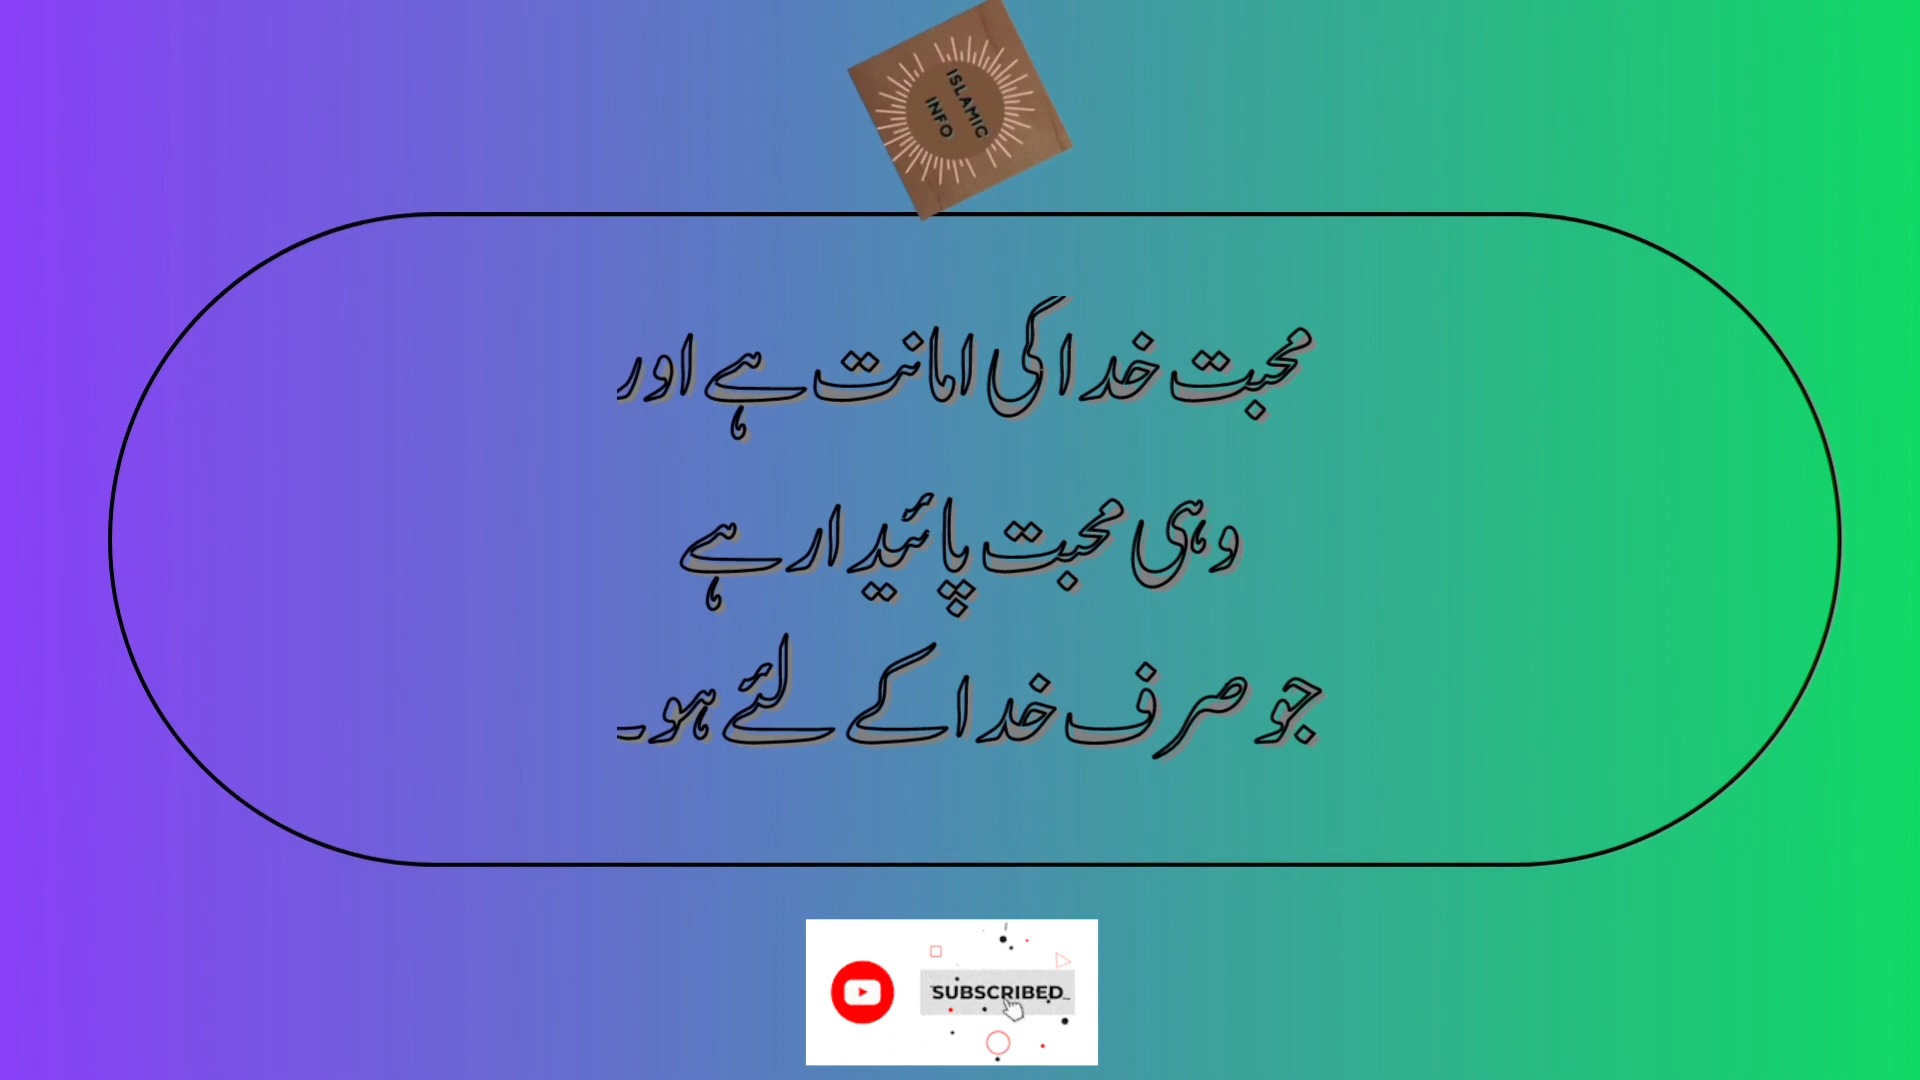 ISLAMIC
INFO
محبت خدا کی امانت ہے اور
وہی محبت پائیدار ہے
جو صرف خدا کے لئے ہو۔
SUBSCRIBED